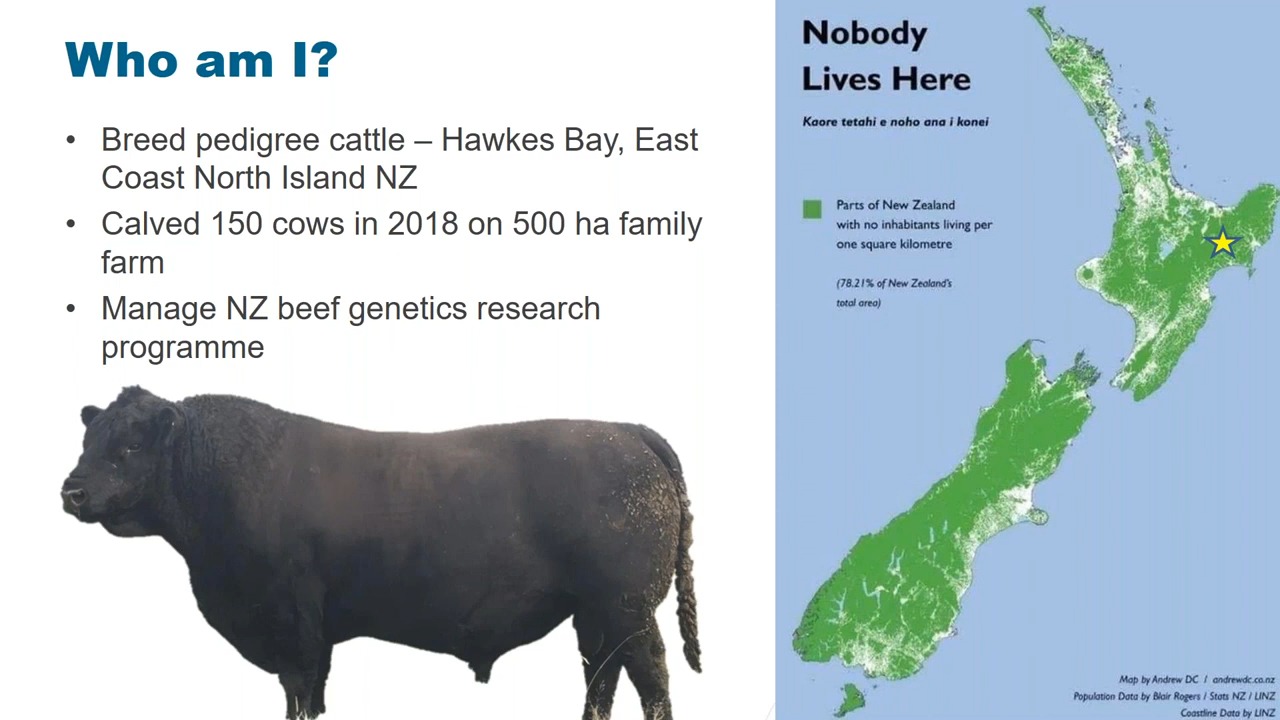 Who am I?
• Breed pedigree cattle – Hawkes Bay, East
Coast North Island NZ
• Calved 150 cows in 2018 on 500 ha family
farm
• Manage NZ beef genetics research
programme
Nobody
Lives Here
Kaore tetahi e noho ana i konei
Parts of New Zealand
with no inhabitants living per
one square kilometre
(78.21% of New Zealand's
total area)
Map by Andrew DC / andrewdc.co.nz
Population Data by Blair Rogers / Stats NZ / LINZ
Coastline Data by LINZ